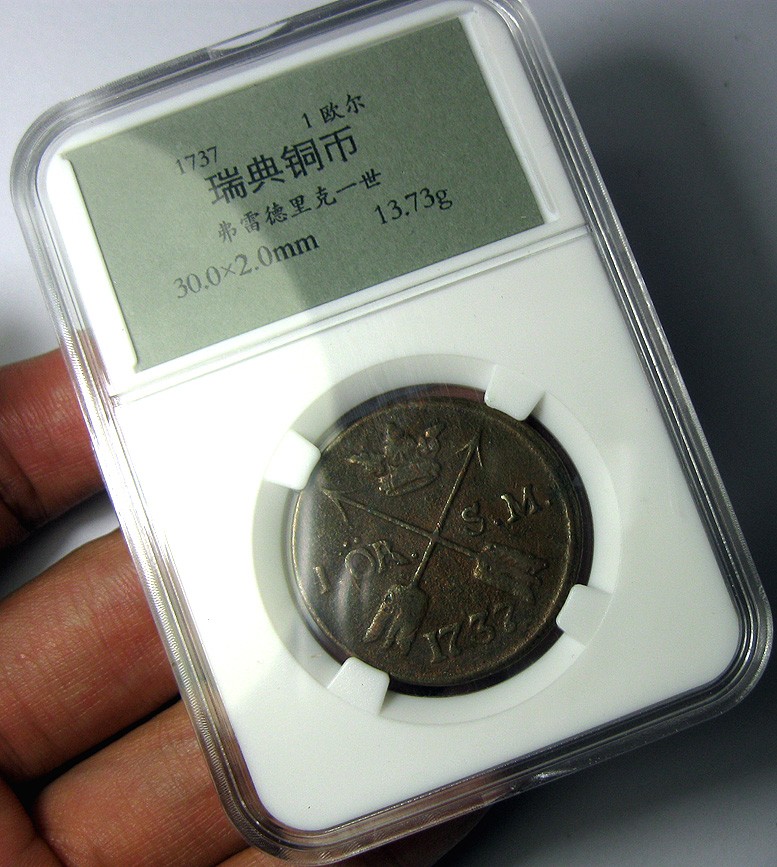 1737 1 欧尔
瑞典铜币
弗雷德里克一世
30.0×2.0mm 13.73g
1 ÖR. S.M.
1737